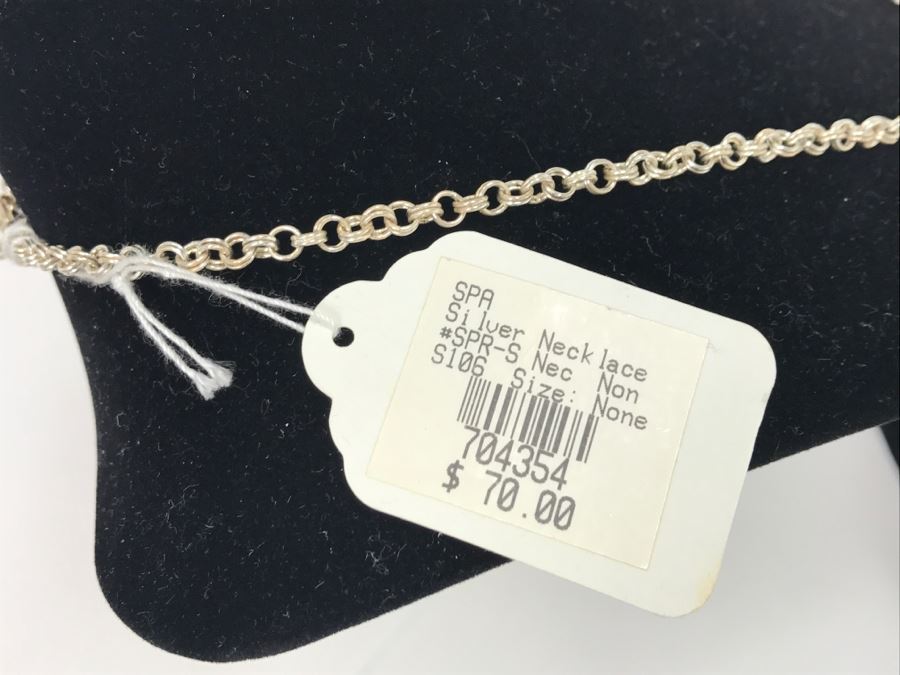 SPA
Silver Necklace
#SPR-S Nec Non
S106 Size: None
704354
$ 70.00